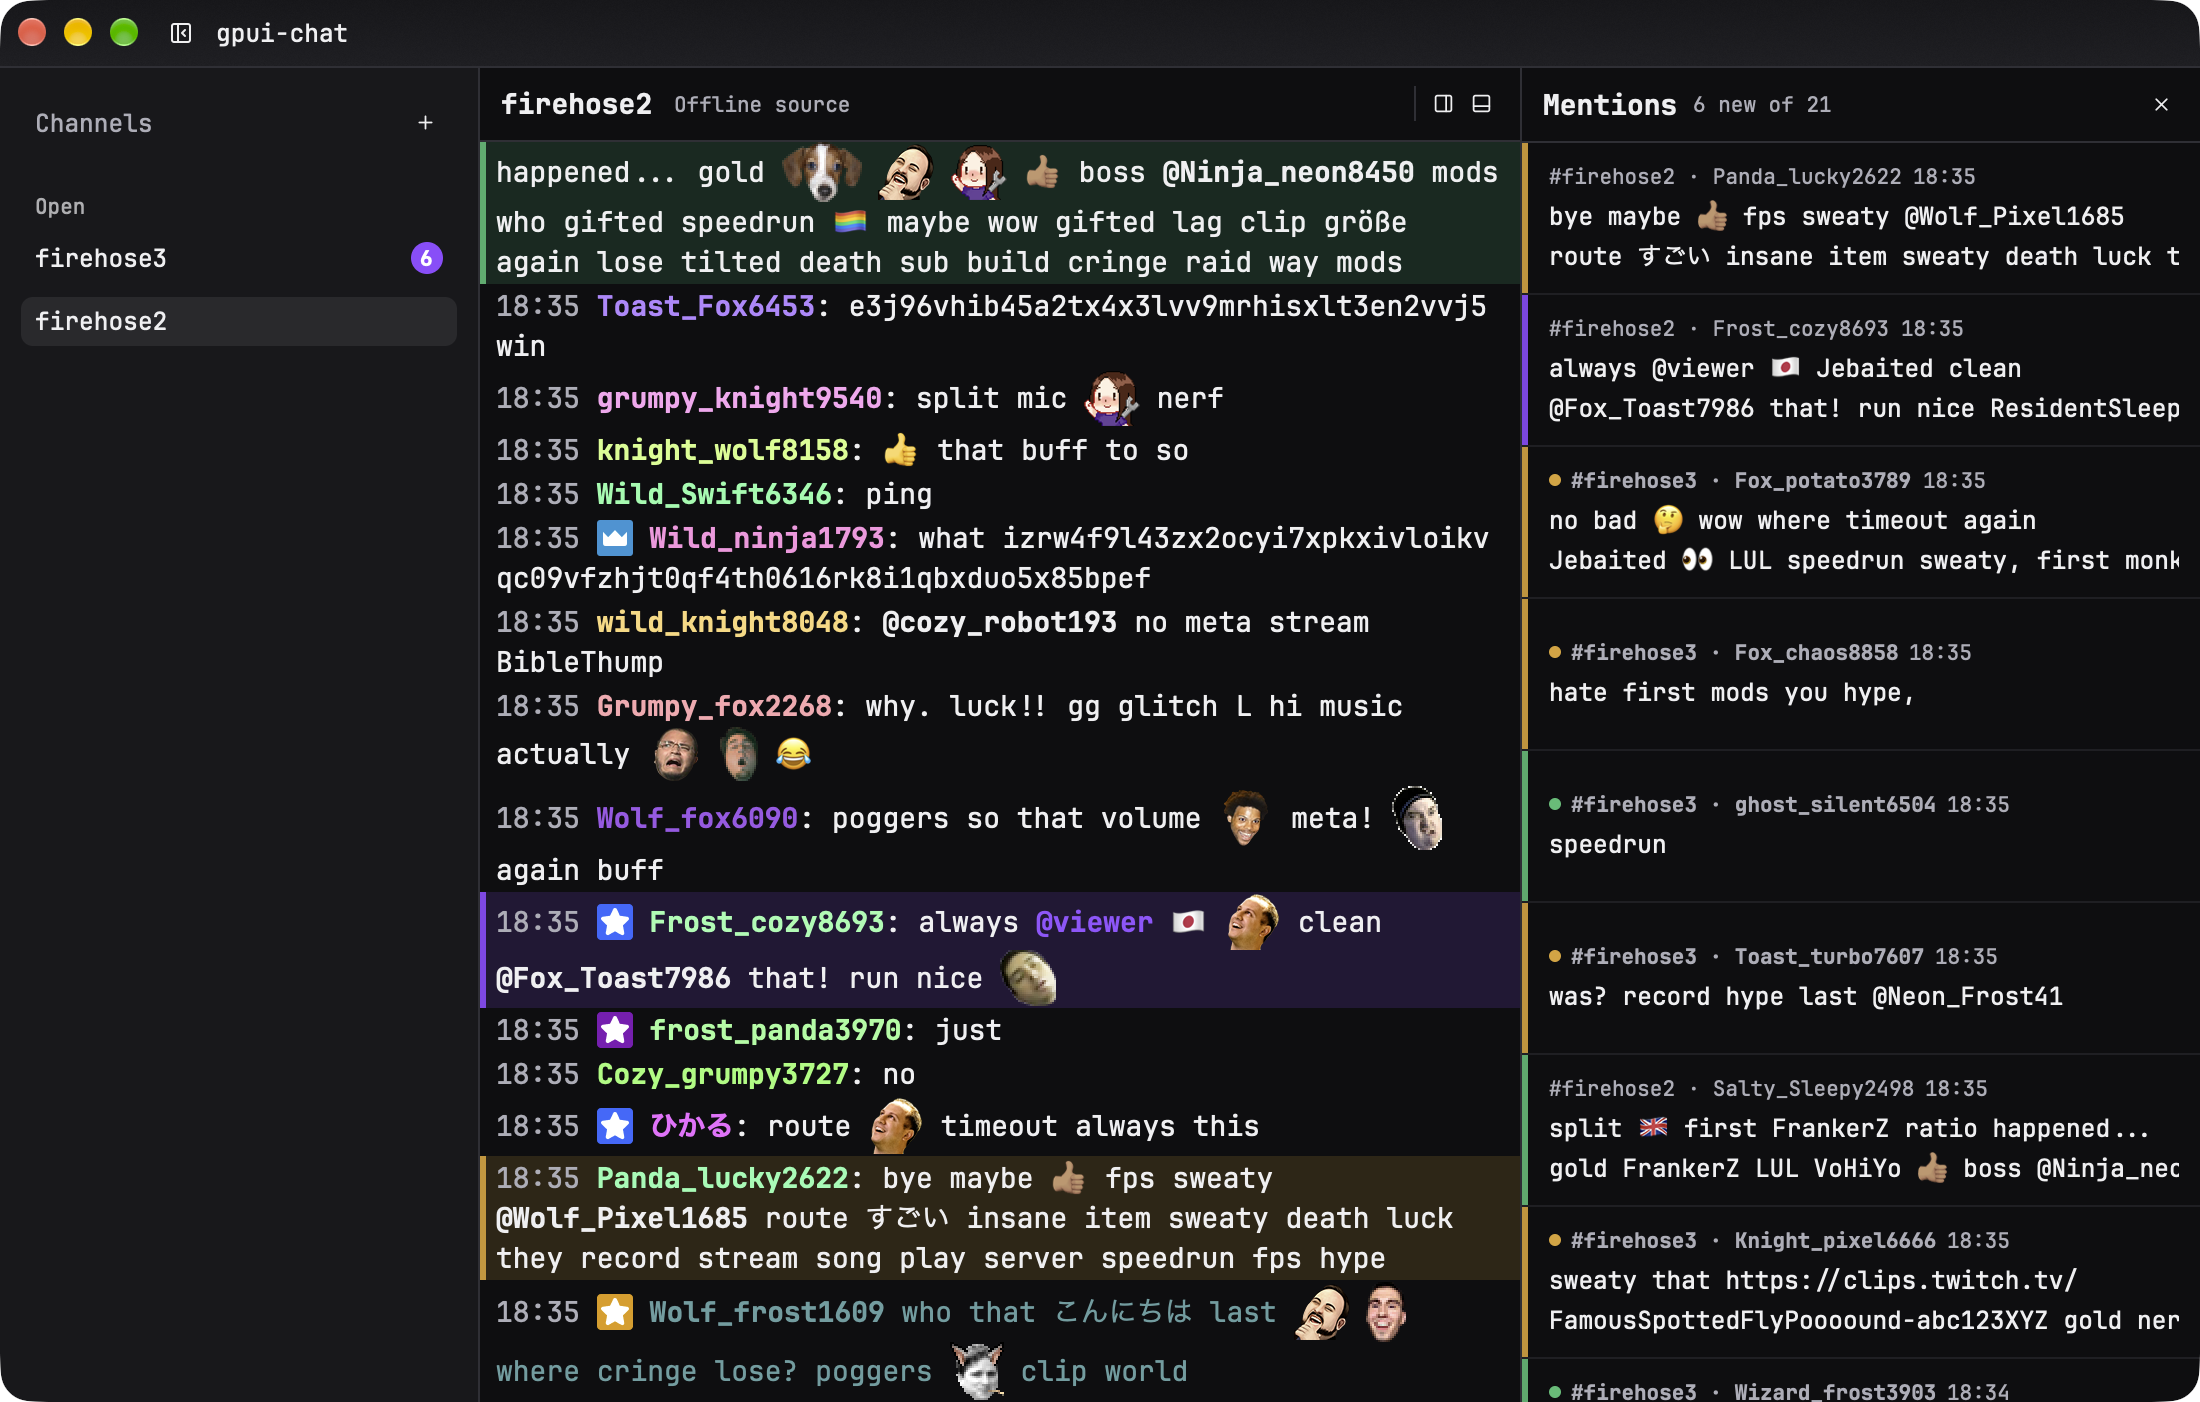 gpui-chat
Channels
Open
firehose3 6
firehose2
firehose2 Offline source
happened... gold 👍🏽 boss @Ninja_neon8450 mods
who gifted speedrun 🏳️‍🌈 maybe wow gifted lag clip größe
again lose tilted death sub build cringe raid way mods
18:35 Toast_Fox6453: e3j96vhib45a2tx4x3lvv9mrhisxlt3en2vvj5
win
18:35 grumpy_knight9540: split mic nerf
18:35 knight_wolf8158: 👍 that buff to so
18:35 Wild_Swift6346: ping
18:35 Wild_ninja1793: what izrw4f9l43zx2ocyi7xpkxivloikv
qc09vfzhjt0qf4th0616rk8i1qbxduo5x85bpef
18:35 wild_knight8048: @cozy_robot193 no meta stream
BibleThump
18:35 Grumpy_fox2268: why. luck!! gg glitch L hi music
actually 😂
18:35 Wolf_fox6090: poggers so that volume meta!
again buff
18:35 Frost_cozy8693: always @viewer 🇯🇵 clean
@Fox_Toast7986 that! run nice
18:35 frost_panda3970: just
18:35 Cozy_grumpy3727: no
18:35 ひかる: route timeout always this
18:35 Panda_lucky2622: bye maybe 👍🏽 fps sweaty
@Wolf_Pixel1685 route すごい insane item sweaty death luck
they record stream song play server speedrun fps hype
18:35 Wolf_frost1609 who that こんにちは last
where cringe lose? poggers clip world
Mentions 6 new of 21
#firehose2 · Panda_lucky2622 18:35
bye maybe 👍🏽 fps sweaty @Wolf_Pixel1685
route すごい insane item sweaty death luck t
#firehose2 · Frost_cozy8693 18:35
always @viewer 🇯🇵 Jebaited clean
@Fox_Toast7986 that! run nice ResidentSleep
#firehose3 · Fox_potato3789 18:35
no bad 🤔 wow where timeout again
Jebaited 👀 LUL speedrun sweaty, first monk
#firehose3 · Fox_chaos8858 18:35
hate first mods you hype,
#firehose3 · ghost_silent6504 18:35
speedrun
#firehose3 · Toast_turbo7607 18:35
was? record hype last @Neon_Frost41
#firehose2 · Salty_Sleepy2498 18:35
split 🇬🇧 first FrankerZ ratio happened...
gold FrankerZ LUL VoHiYo 👍🏽 boss @Ninja_neo
#firehose3 · Knight_pixel6666 18:35
sweaty that https://clips.twitch.tv/
FamousSpottedFlyPoooound-abc123XYZ gold ner
#firehose3 · Wizard_frost3903 18:34